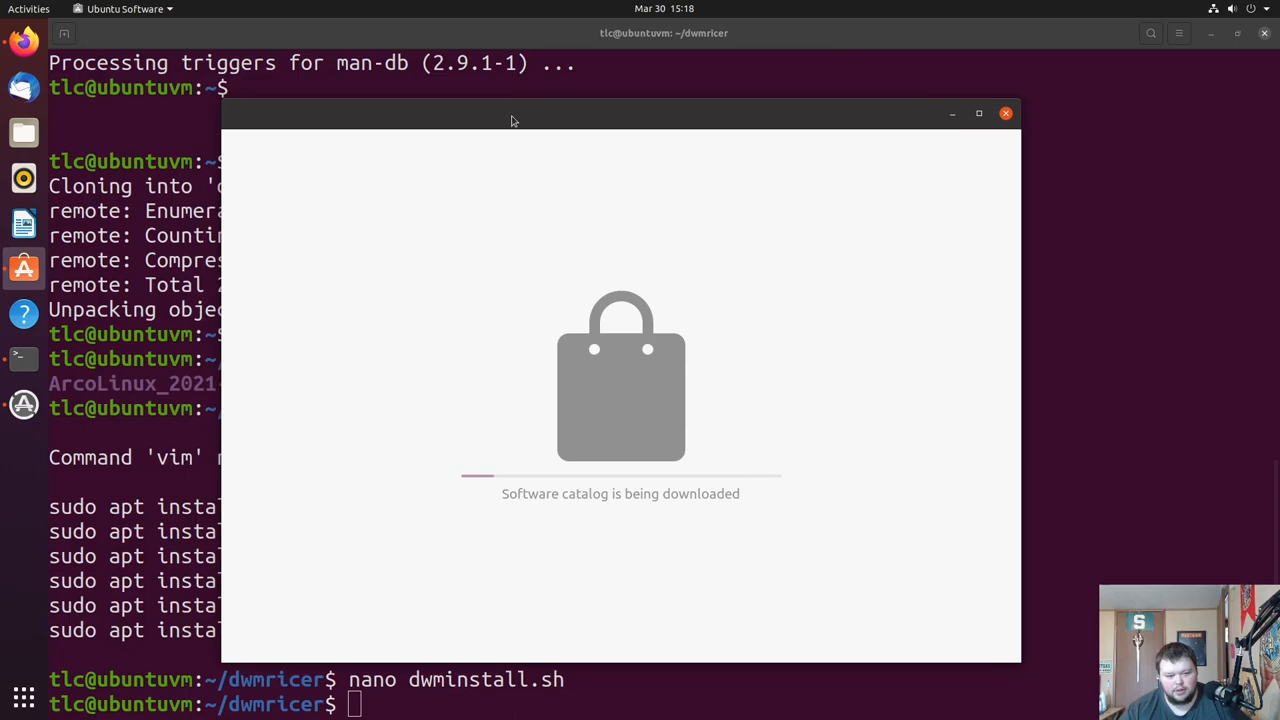 Activities
Ubuntu Software
Mar 30 15:18
tlc@ubuntuvm: ~/dwmricer
Processing triggers for man-db (2.9.1-1) ...
tlc@ubuntuvm:~$
tlc@ubuntuvm:~$
Cloning into '
remote: Enumer
remote: Counti
remote: Compre
remote: Total
Unpacking obje
tlc@ubuntuvm:~$
tlc@ubuntuvm:~/
ArcoLinux_2021
tlc@ubuntuvm:~/
Command 'vim'
sudo apt insta
sudo apt insta
sudo apt insta
sudo apt insta
sudo apt insta
sudo apt insta
Software catalog is being downloaded
tlc@ubuntuvm:~/dwmricer$ nano dwminstall.sh
tlc@ubuntuvm:~/dwmricer$
S